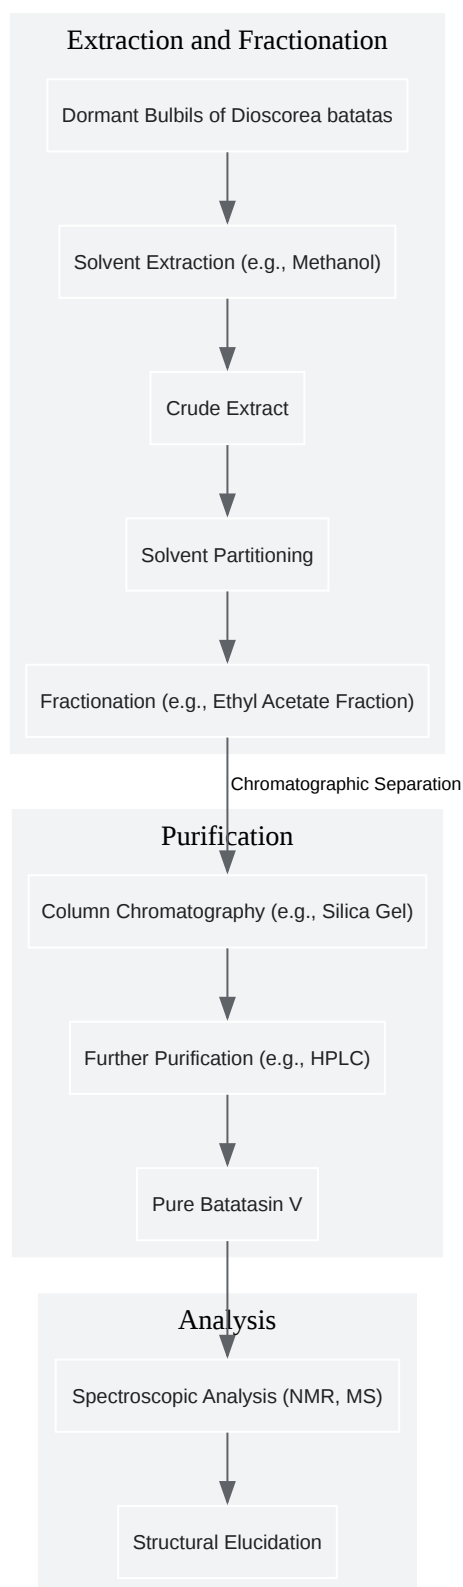 Extraction and Fractionation
Dormant Bulbils of Dioscorea batatas
Solvent Extraction (e.g., Methanol)
Crude Extract
Solvent Partitioning
Fractionation (e.g., Ethyl Acetate Fraction)
Chromatographic Separation
Purification
Column Chromatography (e.g., Silica Gel)
Further Purification (e.g., HPLC)
Pure Batatasin V
Analysis
Spectroscopic Analysis (NMR, MS)
Structural Elucidation